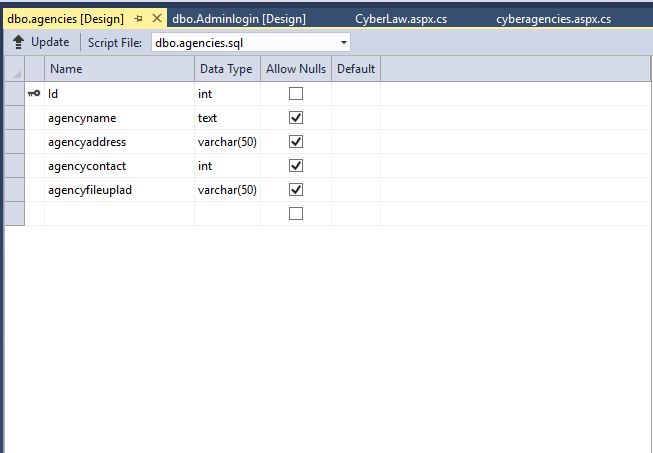 dbo.agencies [Design] dbo.Adminlogin [Design] CyberLaw.aspx.cs cyberagencies.aspx.cs
Update Script File: dbo.agencies.sql
Name Data Type Allow Nulls Default
Id int
agencyname text
agencyaddress varchar(50)
agencycontact int
agencyfileuplad varchar(50)